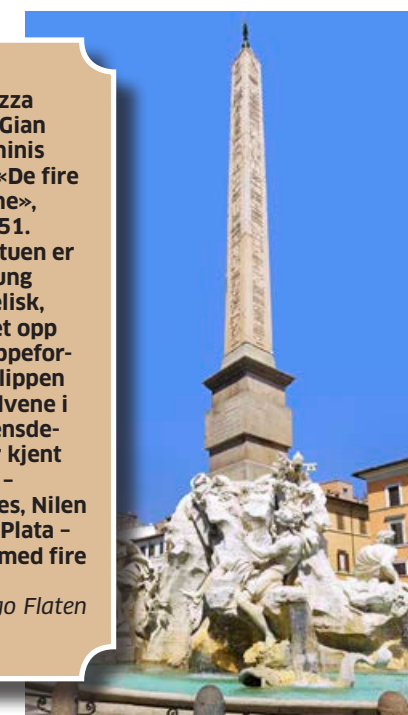 zza
Gian
ninis
«De fire
ne»,
51.
tuen er
ung
elisk,
et opp
ppefor-
lippen
lvene i
ensde-
r kjent
–
es, Nilen
Plata –
med fire
go Flaten